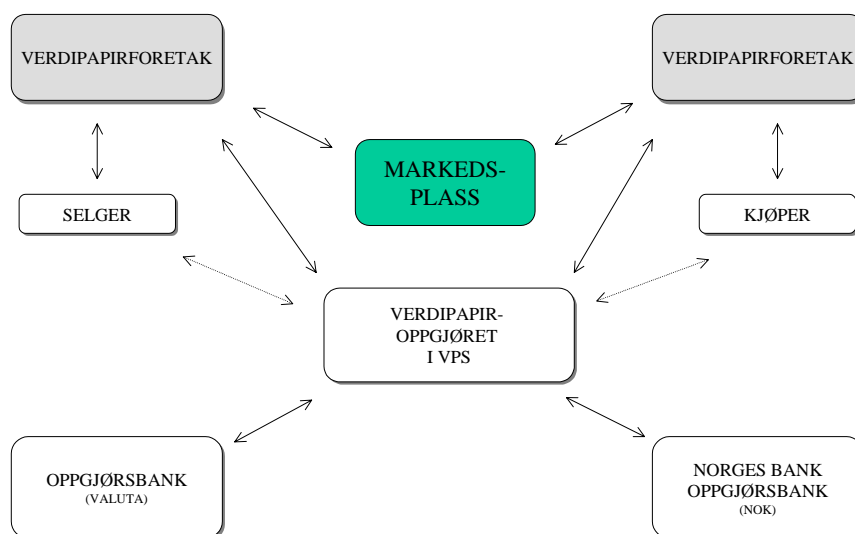 VERDIPAPIRFORETAK
VERDIPAPIRFORETAK
MARKEDS-
PLASS
SELGER
KJØPER
VERDIPAPIR-
OPPGJØRET
I VPS
OPPGJØRSBANK
(VALUTA)
NORGES BANK
OPPGJØRSBANK
(NOK)